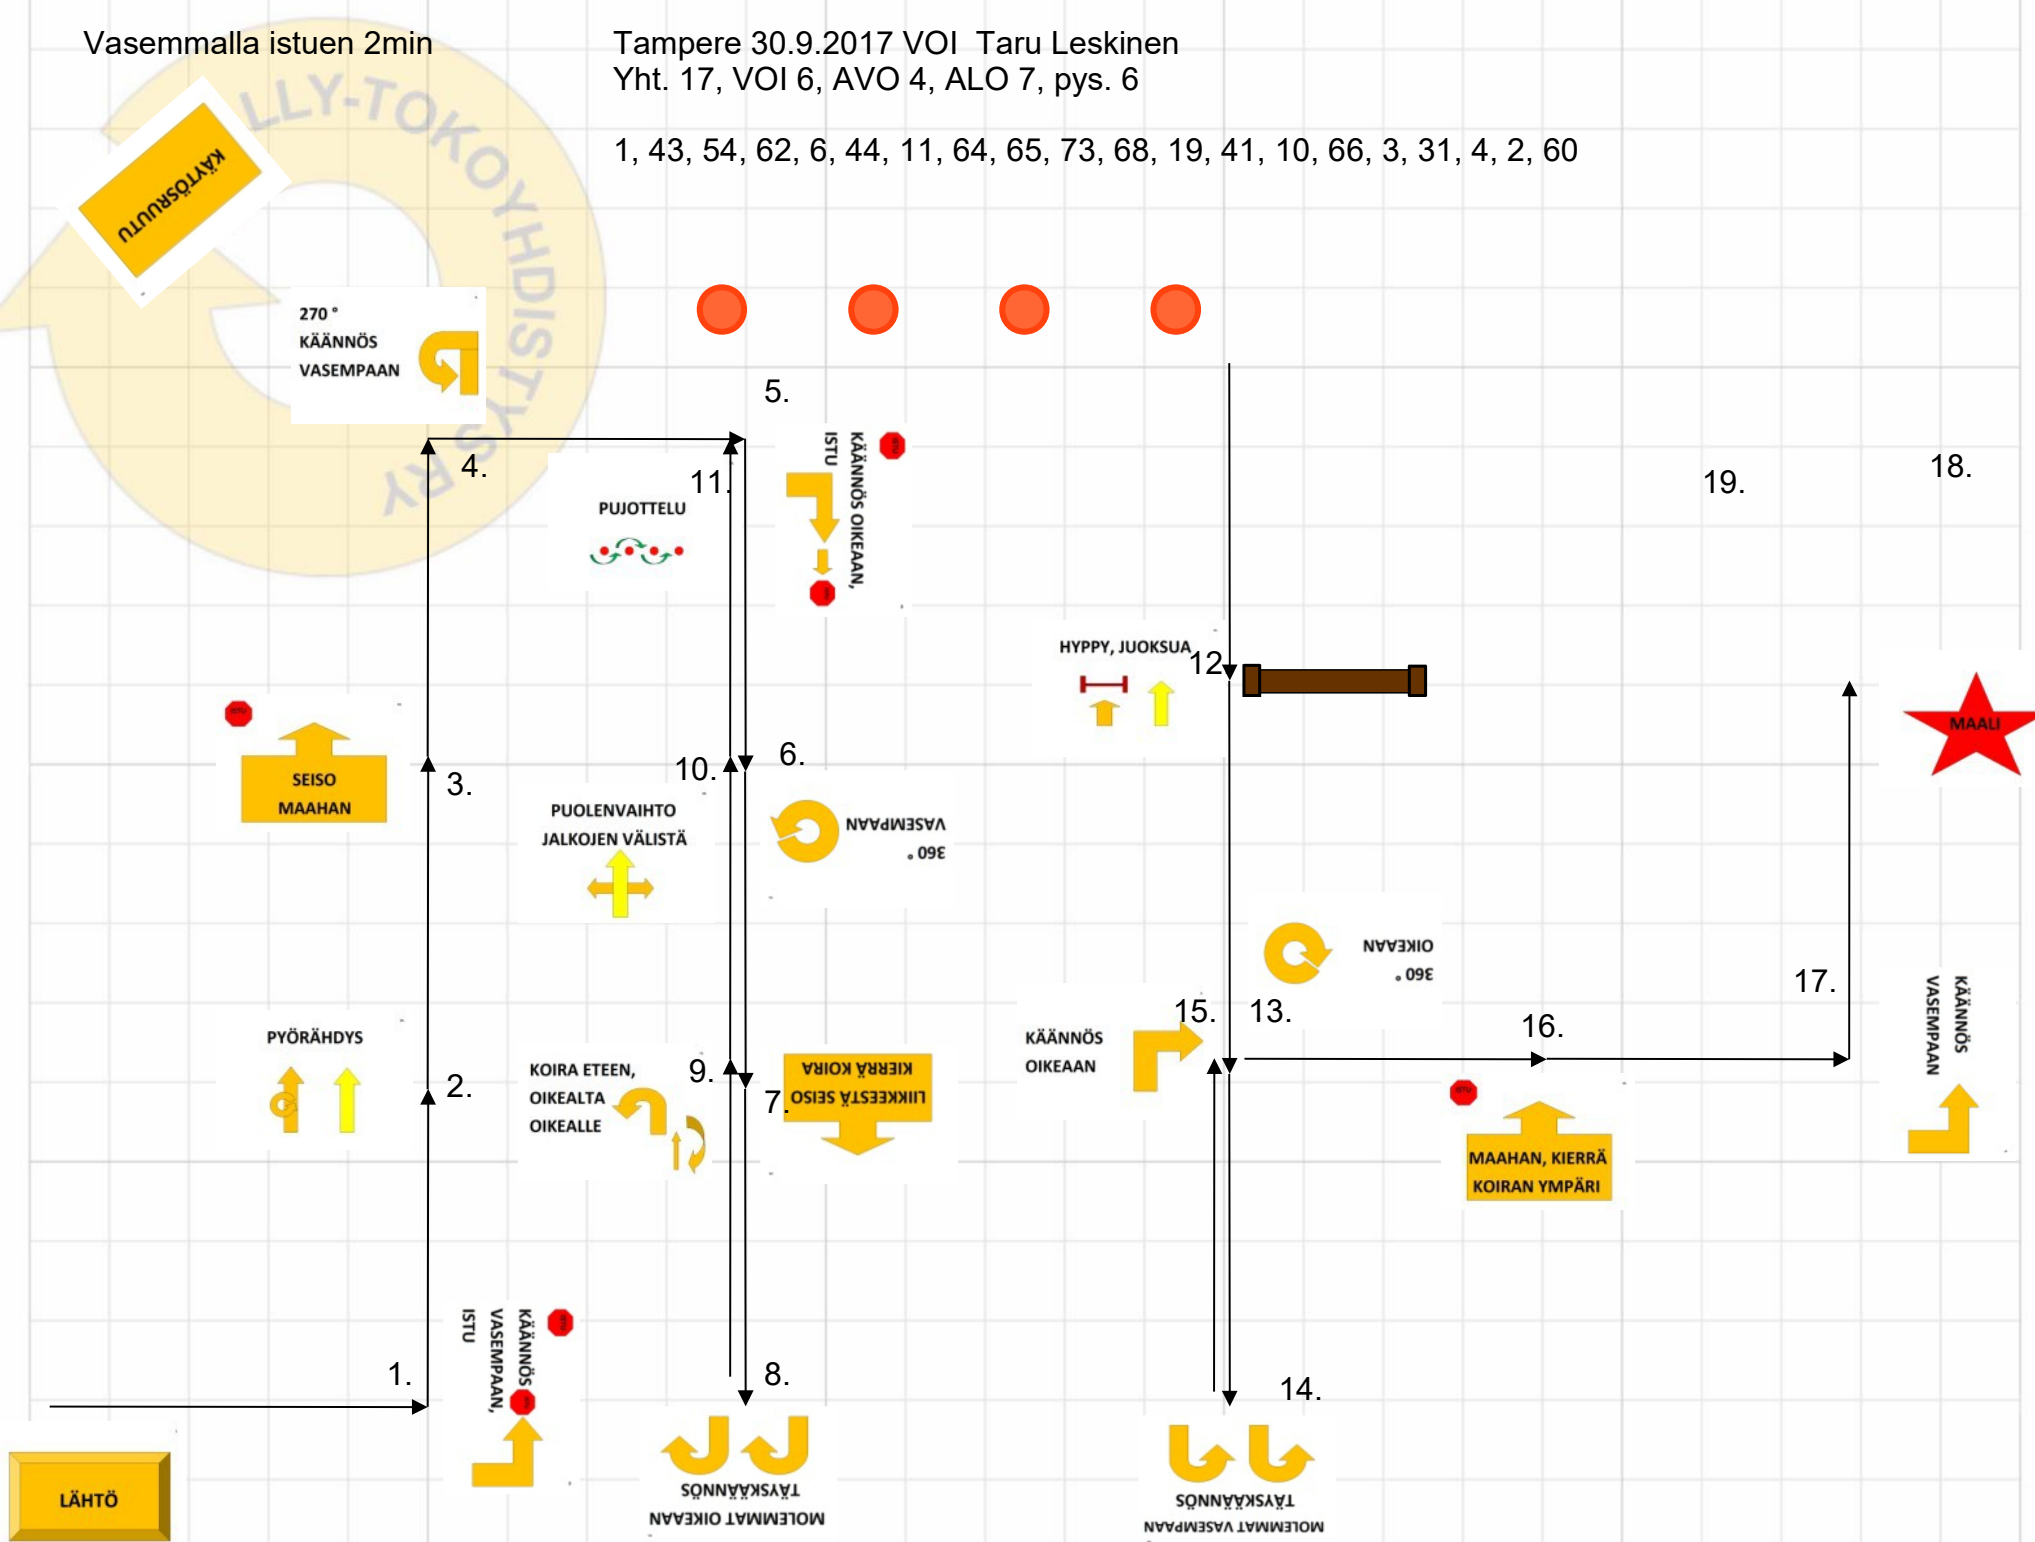 Vasemmalla istuen 2min
Tampere 30.9.2017 VOI Taru Leskinen
Yht. 17, VOI 6, AVO 4, ALO 7, pys. 6
1, 43, 54, 62, 6, 44, 11, 64, 65, 73, 68, 19, 41, 10, 66, 3, 31, 4, 2, 60
LLY-TOKOYHDISTYS RY
KÄYTÖSRUUTU
270 °
KÄÄNNÖS
VASEMPAAN
5.
KÄÄNNÖS OIKEAAN,
ISTU
4.
11.
PUJOTTELU
19.
18.
HYPPY, JUOKSUA
12
MAALI
SEISO
MAAHAN
3.
10.
6.
PUOLENVAIHTO
JALKOJEN VÄLISTÄ
360 °
VASEMPAAN
360 °
OIKEAAN
17.
KÄÄNNÖS
VASEMPAAN
15.
13.
16.
KÄÄNNÖS
OIKEAAN
PYÖRÄHDYS
2.
KOIRA ETEEN,
OIKEALTA
OIKEALLE
9.
7.
LIIKKEESTÄ SEISO
KIERRÄ KOIRA
MAAHAN, KIERRÄ
KOIRAN YMPÄRI
1.
KÄÄNNÖS
VASEMPAAN,
ISTU
8.
14.
MOLEMMAT OIKEAAN
TÄYSKÄÄNNÖS
MOLEMMAT VASEMPAAN
TÄYSKÄÄNNÖS
LÄHTÖ